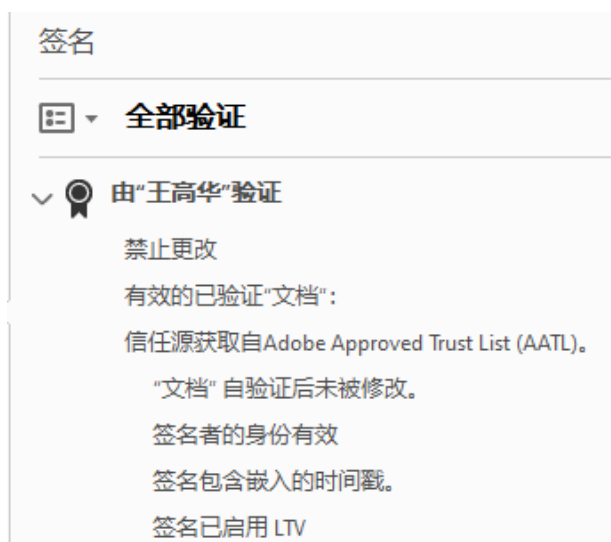 签名
全部验证
由“王高华”验证
禁止更改
有效的已验证“文档”：
信任源获取自Adobe Approved Trust List (AATL)。
“文档” 自验证后未被修改。
签名者的身份有效
签名包含嵌入的时间戳。
签名已启用 LTV